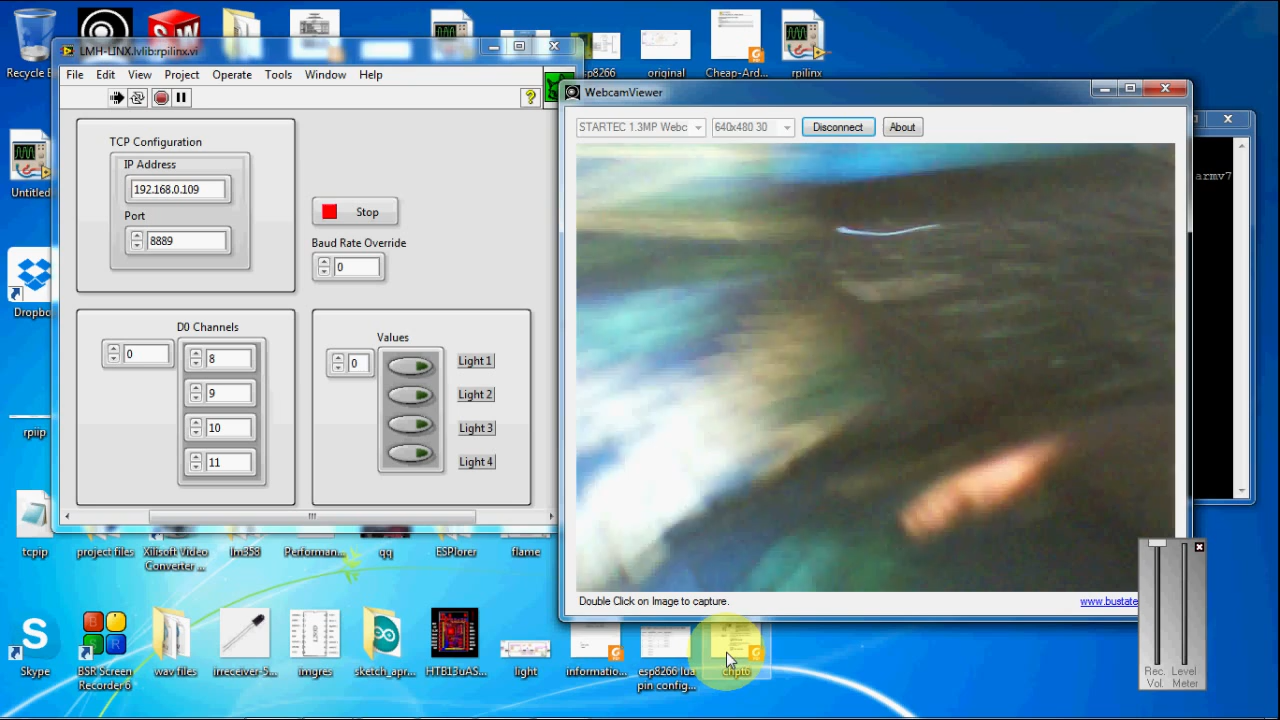 Recycle B
esp8266
original
Cheap-Ard...
rpilinx
LMH-LINX.lvlib:rpilinx.vi
File Edit View Project Operate Tools Window Help
TCP Configuration
IP Address
192.168.0.109
Port
8889
Stop
Baud Rate Override
0
D0 Channels
0
8
9
10
11
Values
0
Light 1
Light 2
Light 3
Light 4
WebcamViewer
STARTEC 1.3MP Webc
640x480 30
Disconnect
About
Double Click on Image to capture.
www.bustate
armv7
Untitled
Dropbo
rpiip
tcpip
project files
Xilisoft Video
Converter ...
lm358
Performan...
qq
ESPlorer
flame
Skype
BSR Screen
Recorder 6
wav files
irreceiver-5...
imgres
sketch_apr...
HTB13uAS...
light
informatio...
esp8266 lua
pin config...
chpt6
Rec. Level
Vol. Meter